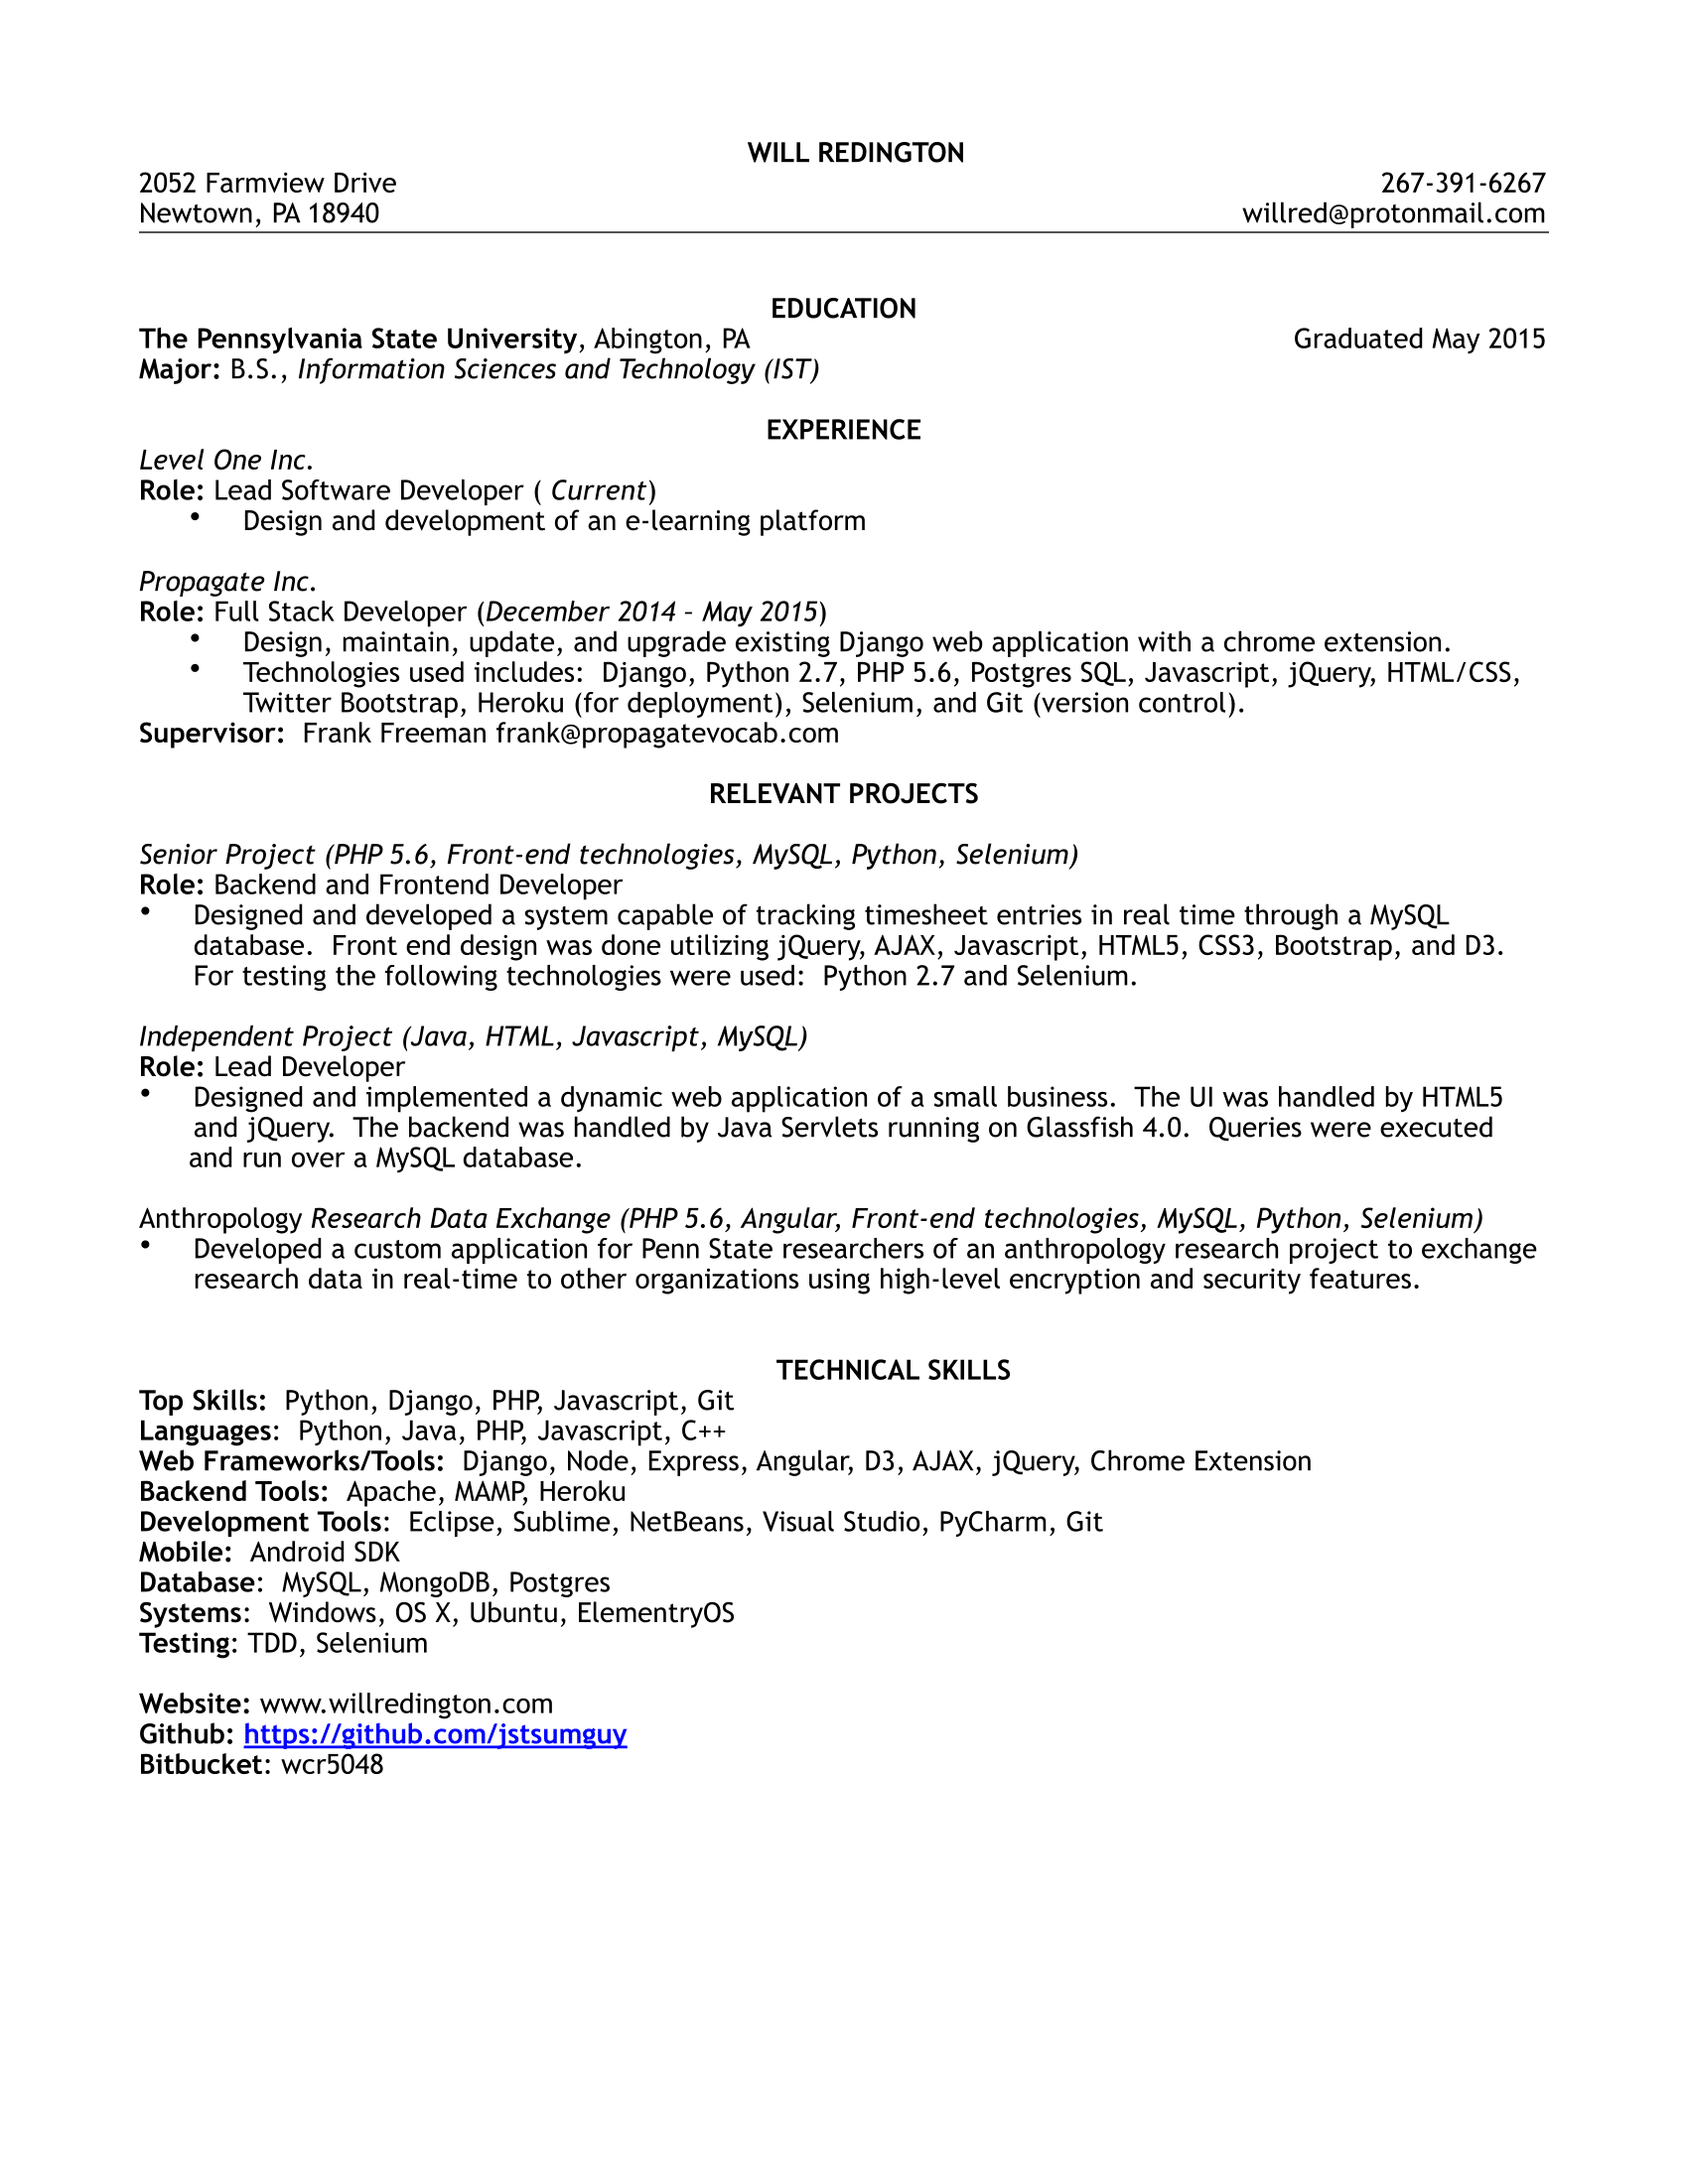 WILL REDINGTON
2052 Farmview Drive 267-391-6267
Newtown, PA 18940 willred@protonmail.com
EDUCATION
The Pennsylvania State University, Abington, PA Graduated May 2015
Major: B.S., Information Sciences and Technology (IST)
EXPERIENCE
Level One Inc.
Role: Lead Software Developer ( Current)
• Design and development of an e-learning platform
Propagate Inc.
Role: Full Stack Developer (December 2014 – May 2015)
• Design, maintain, update, and upgrade existing Django web application with a chrome extension.
• Technologies used includes:  Django, Python 2.7, PHP 5.6, Postgres SQL, Javascript, jQuery, HTML/CSS,
Twitter Bootstrap, Heroku (for deployment), Selenium, and Git (version control).
Supervisor:  Frank Freeman frank@propagatevocab.com
RELEVANT PROJECTS
Senior Project (PHP 5.6, Front-end technologies, MySQL, Python, Selenium)
Role: Backend and Frontend Developer
• Designed and developed a system capable of tracking timesheet entries in real time through a MySQL
database.  Front end design was done utilizing jQuery, AJAX, Javascript, HTML5, CSS3, Bootstrap, and D3.
For testing the following technologies were used:  Python 2.7 and Selenium.
Independent Project (Java, HTML, Javascript, MySQL)
Role: Lead Developer
• Designed and implemented a dynamic web application of a small business.  The UI was handled by HTML5
and jQuery.  The backend was handled by Java Servlets running on Glassfish 4.0.  Queries were executed
and run over a MySQL database.
Anthropology Research Data Exchange (PHP 5.6, Angular, Front-end technologies, MySQL, Python, Selenium)
• Developed a custom application for Penn State researchers of an anthropology research project to exchange
research data in real-time to other organizations using high-level encryption and security features.
TECHNICAL SKILLS
Top Skills:  Python, Django, PHP, Javascript, Git
Languages:  Python, Java, PHP, Javascript, C++
Web Frameworks/Tools:  Django, Node, Express, Angular, D3, AJAX, jQuery, Chrome Extension
Backend Tools:  Apache, MAMP, Heroku
Development Tools:  Eclipse, Sublime, NetBeans, Visual Studio, PyCharm, Git
Mobile:  Android SDK
Database:  MySQL, MongoDB, Postgres
Systems:  Windows, OS X, Ubuntu, ElementryOS
Testing: TDD, Selenium
Website: www.willredington.com
Github: https://github.com/jstsumguy
Bitbucket: wcr5048